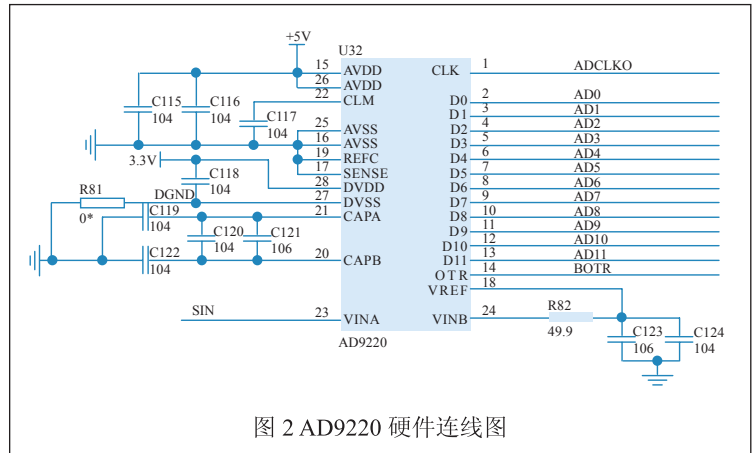 +5V
U32
15 AVDD CLK 1 ADCLKO
26 AVDD
22 CLM D0 2 AD0
C115 104 C116 104 C117 104
D1 3 AD1
25 AVSS D2 4 AD2
16 AVSS D3 5 AD3
3.3V 19 REFC D4 6 AD4
17 SENSE D5 7 AD5
C118 104
28 DVDD D6 8 AD6
R81 0* DGND 27 DVSS D7 9 AD7
C119 104 21 CAPA D8 10 AD8
D9 11 AD9
C120 104 C121 106
D10 12 AD10
C122 104 20 CAPB D11 13 AD11
OTR 14 BOTR
VREF 18
SIN 23 VINA VINB 24 R82 49.9
C123 106 C124 104
AD9220
图 2 AD9220 硬件连线图